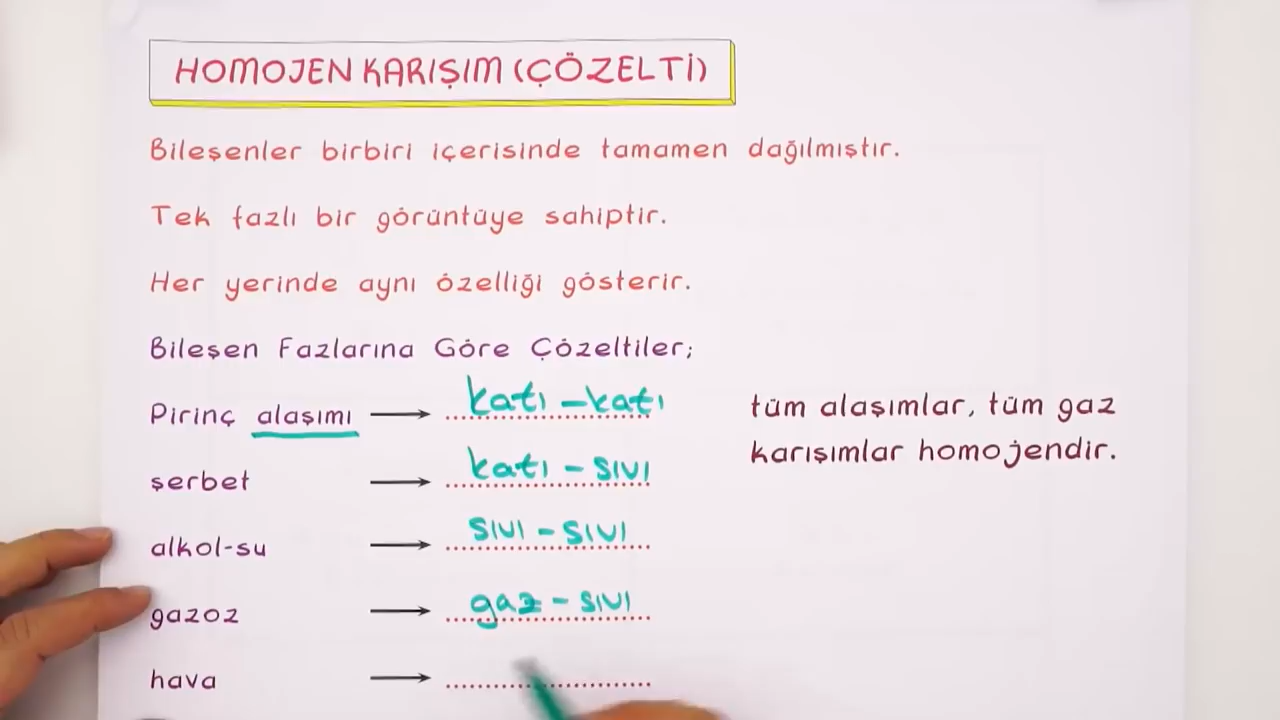 HOMOJEN KARIŞIM (ÇÖZELTİ)
Bileşenler birbiri içerisinde tamamen dağılmıştır.
Tek fazlı bir görüntüye sahiptir.
Her yerinde aynı özelliği gösterir.
Bileşen Fazlarına Göre Çözeltiler;
Pirinç alaşımı → katı - katı
şerbet → katı - sıvı
alkol-su → sıvı - sıvı
gazoz → gaz - sıvı
hava →
tüm alaşımlar, tüm gaz
karışımlar homojendir.